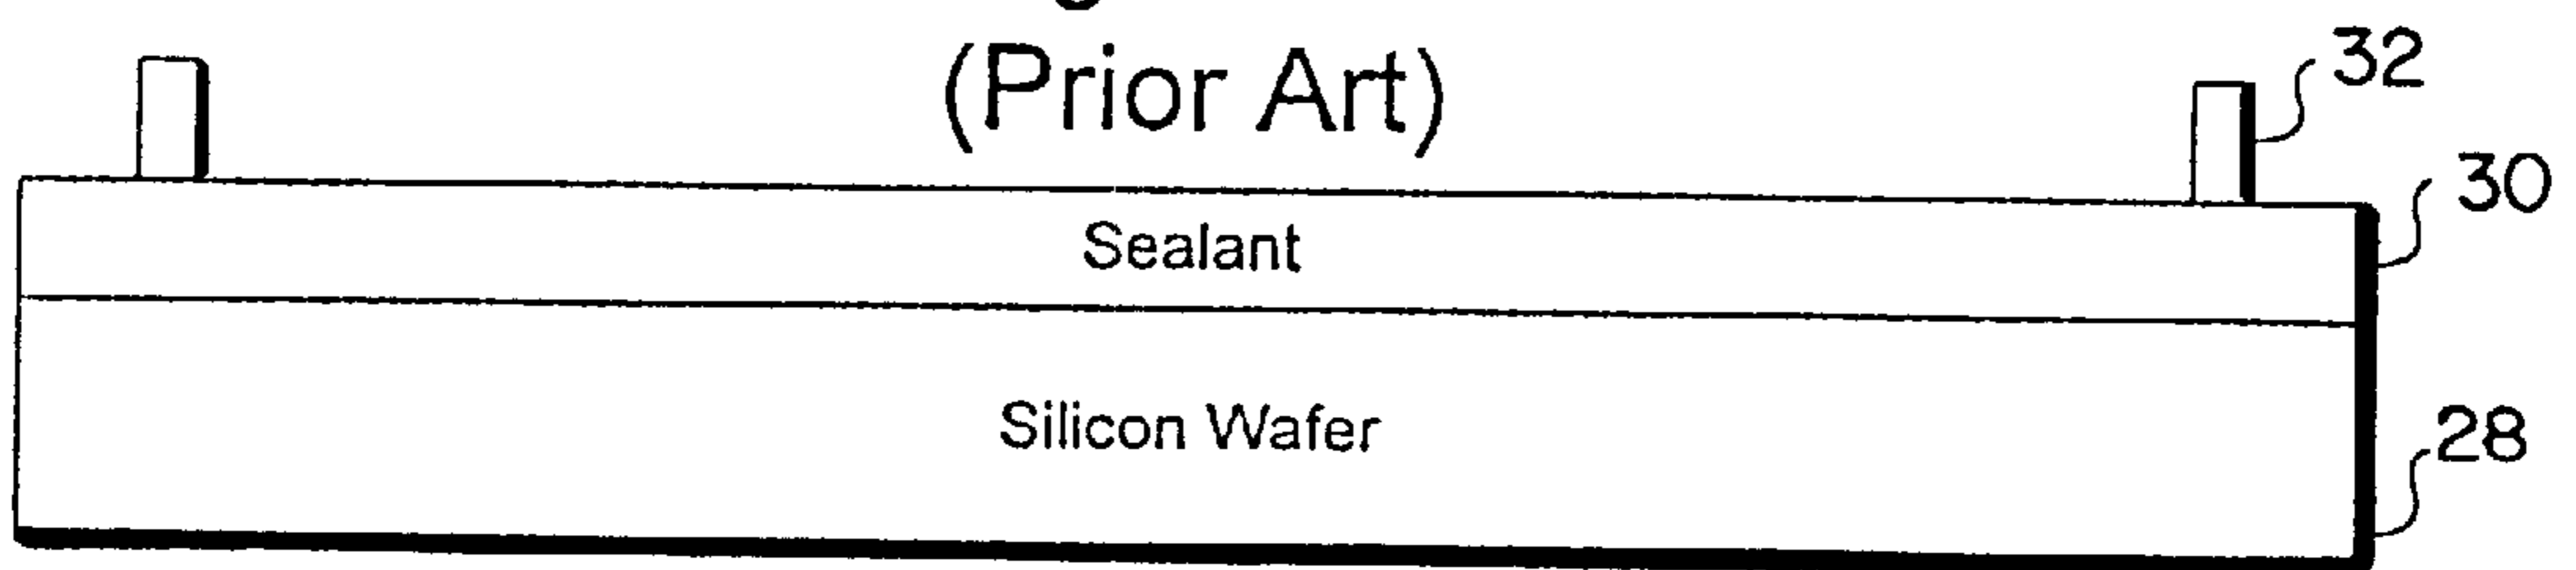 (Prior Art)
32
30
Sealant
Silicon Wafer
28